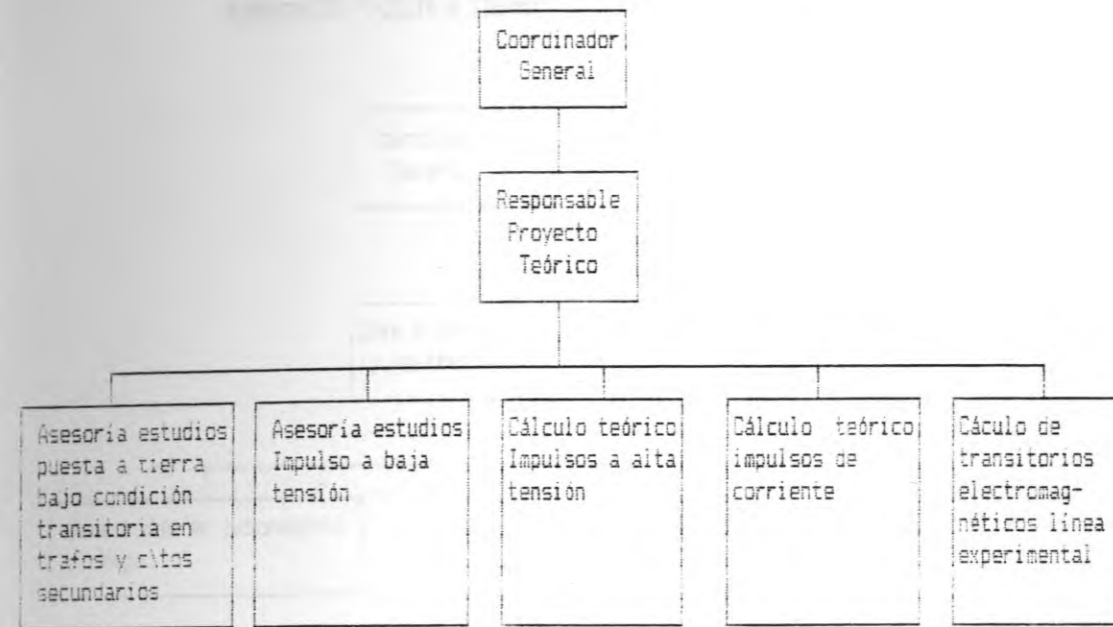 Coordinador
General
Responsable
Proyecto
Teórico
Asesoría estudios
puesta a tierra
bajo condición
transitoria en
trafos y c\tos
secundarios
Asesoría estudios
Impulso a baja
tensión
Cálculo teórico
Impulsos a alta
tensión
Cálculo teórico
impulsos de
corriente
Cáculo de
transitorios
electromag-
néticos línea
experimental